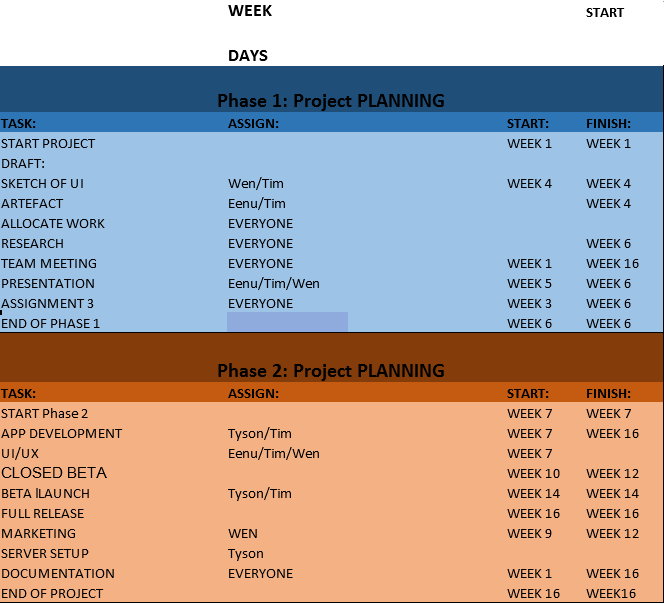 WEEK START
DAYS
Phase 1: Project PLANNING
TASK: ASSIGN: START: FINISH:
START PROJECT WEEK 1 WEEK 1
DRAFT:
SKETCH OF UI Wen/Tim WEEK 4 WEEK 4
ARTEFACT Eenu/Tim WEEK 4
ALLOCATE WORK EVERYONE
RESEARCH EVERYONE WEEK 6
TEAM MEETING EVERYONE WEEK 1 WEEK 16
PRESENTATION Eenu/Tim/Wen WEEK 5 WEEK 6
ASSIGNMENT 3 EVERYONE WEEK 3 WEEK 6
END OF PHASE 1 WEEK 6 WEEK 6
Phase 2: Project PLANNING
TASK: ASSIGN: START: FINISH:
START Phase 2 WEEK 7 WEEK 7
APP DEVELOPMENT Tyson/Tim WEEK 7 WEEK 16
UI/UX Eenu/Tim/Wen WEEK 7
CLOSED BETA WEEK 10 WEEK 12
BETA lLAUNCH Tyson/Tim WEEK 14 WEEK 14
FULL RELEASE WEEK 16 WEEK 16
MARKETING WEN WEEK 9 WEEK 12
SERVER SETUP Tyson
DOCUMENTATION EVERYONE WEEK 1 WEEK 16
END OF PROJECT WEEK 16 WEEK16